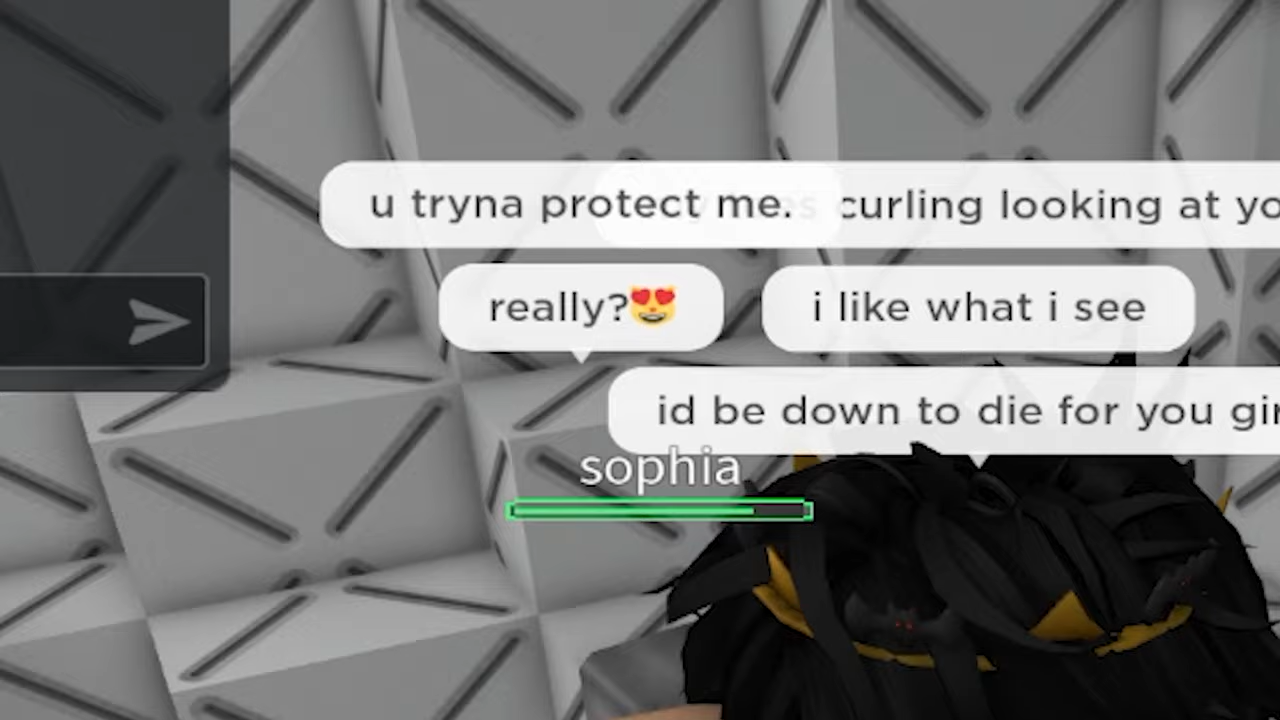 u tryna protect me.
curling looking at yo
really?😻
i like what i see
id be down to die for you gir
sophia